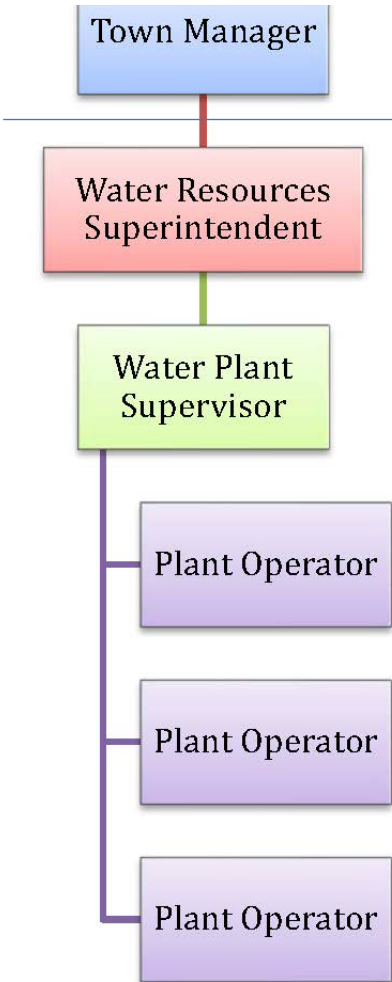 Town Manager
Water Resources
Superintendent
Water Plant
Supervisor
Plant Operator
Plant Operator
Plant Operator